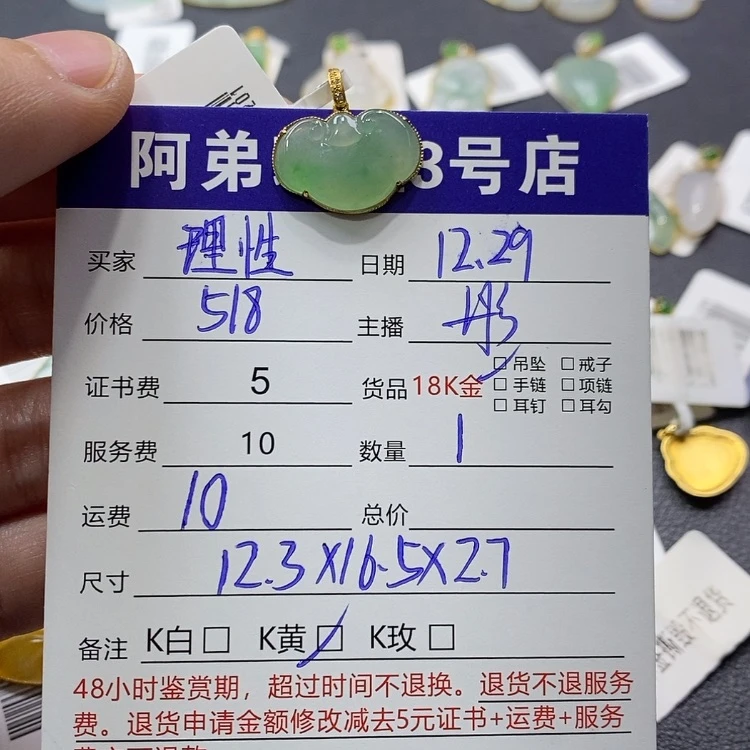 阿弟 3号店
买家 理性 日期 12.29
价格 518 主播 彤
证书费 5 货品 18K金 □吊坠 □戒子
□手链 □项链
□耳钉 □耳勾
服务费 10 数量 1
运费 10 总价
尺寸 12.3X16.5X2.7
备注 K白□ K黄□ K玫□
48小时鉴赏期，超过时间不退换。退货不退服务
费。退货申请金额修改减去5元证书+运费+服务